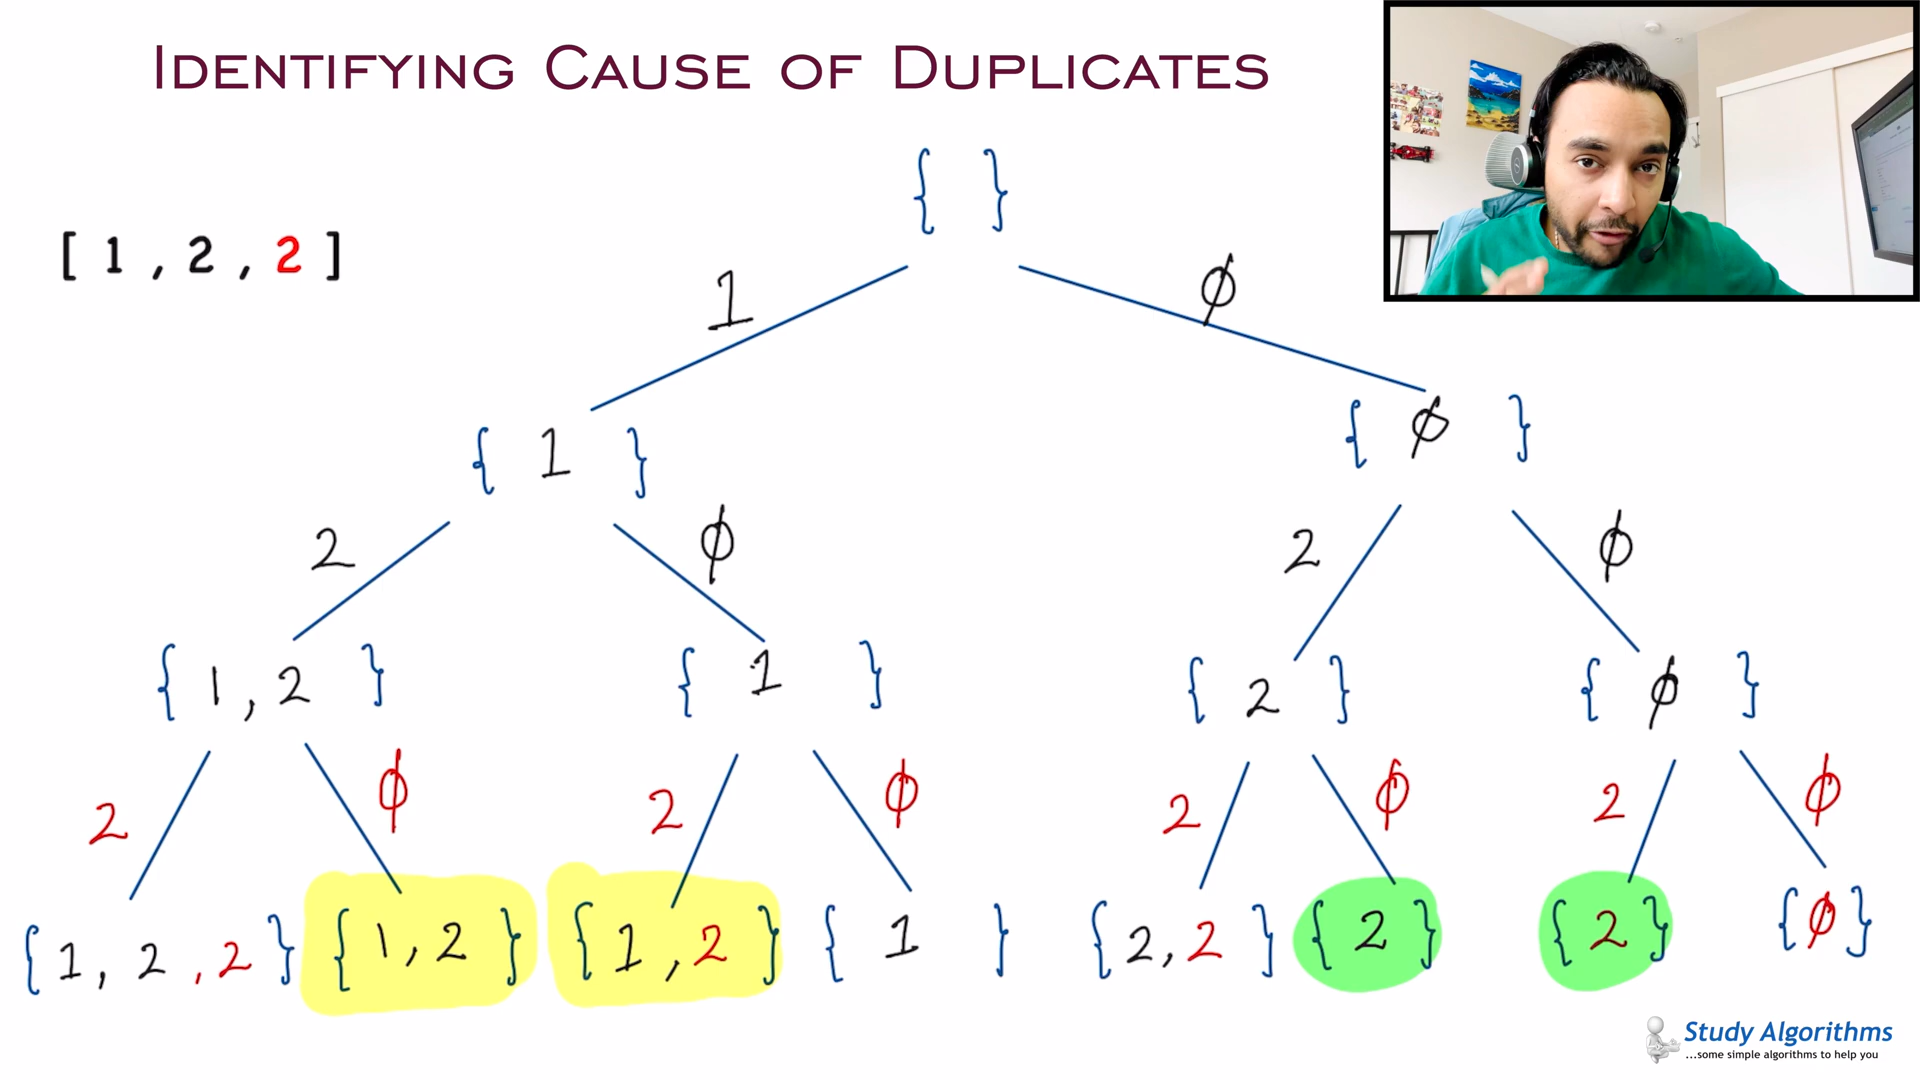 IDENTIFYING CAUSE OF DUPLICATES
{ }
[ 1 , 2 , 2 ]
1 ϕ
{ 1 } { ϕ }
2 ϕ 2 ϕ
{ 1 , 2 } { 1 } { 2 } { ϕ }
2 ϕ 2 ϕ 2 ϕ 2 ϕ
{ 1 , 2 , 2 } { 1 , 2 } { 1 , 2 } { 1 } { 2 , 2 } { 2 } { 2 } { ϕ }
Study Algorithms
...some simple algorithms to help you